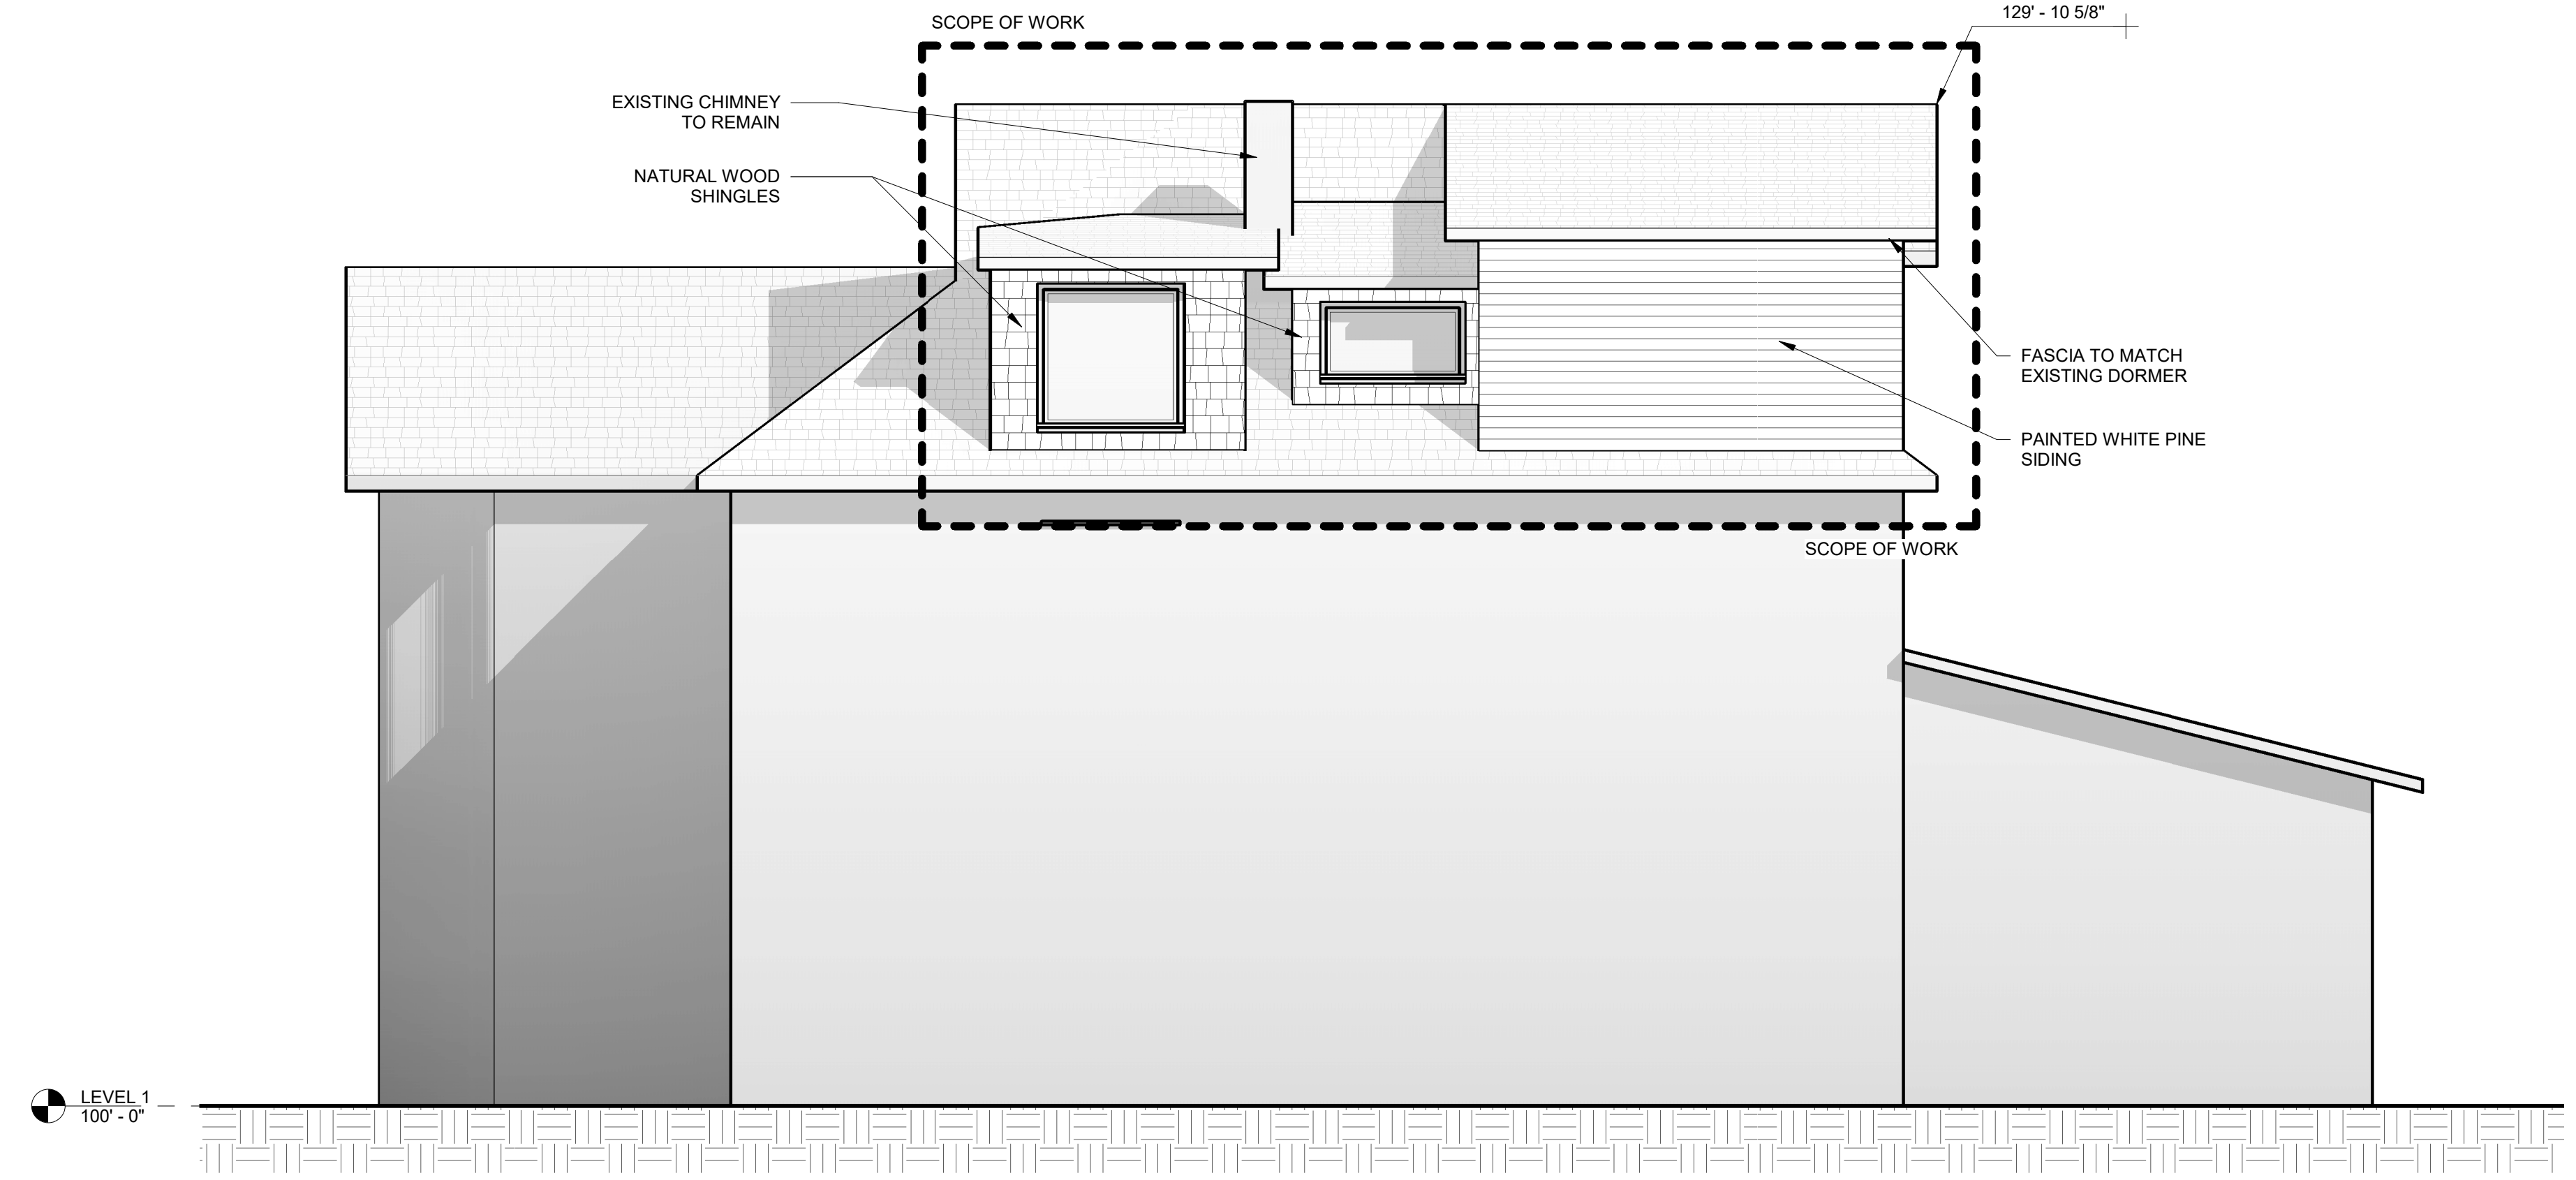 SCOPE OF WORK
129' - 10 5/8"
EXISTING CHIMNEY
TO REMAIN
NATURAL WOOD
SHINGLES
FASCIA TO MATCH
EXISTING DORMER
PAINTED WHITE PINE
SIDING
SCOPE OF WORK
LEVEL 1
100' - 0"